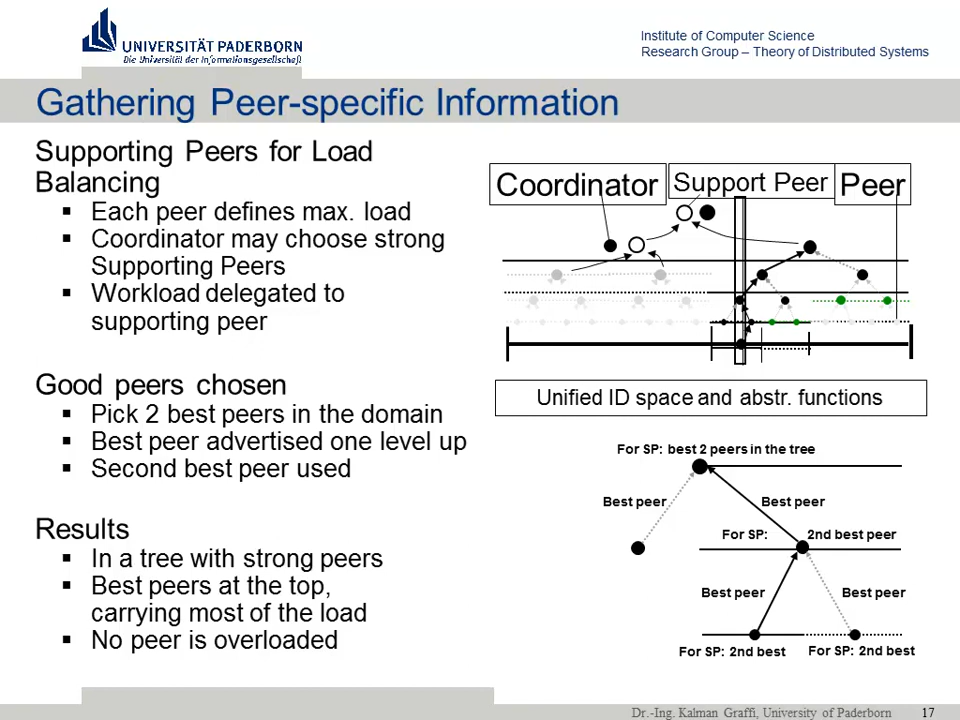 UNIVERSITÄT PADERBORN
Die Universität der Informationsgesellschaft
Institute of Computer Science
Research Group – Theory of Distributed Systems
Gathering Peer-specific Information
Supporting Peers for Load
Balancing
▪ Each peer defines max. load
▪ Coordinator may choose strong
Supporting Peers
▪ Workload delegated to
supporting peer
Good peers chosen
▪ Pick 2 best peers in the domain
▪ Best peer advertised one level up
▪ Second best peer used
Results
▪ In a tree with strong peers
▪ Best peers at the top,
carrying most of the load
▪ No peer is overloaded
Coordinator
Support Peer
Peer
Unified ID space and abstr. functions
For SP: best 2 peers in the tree
Best peer
Best peer
For SP:
2nd best peer
Best peer
Best peer
For SP: 2nd best
For SP: 2nd best
Dr.-Ing. Kalman Graffi, University of Paderborn
17